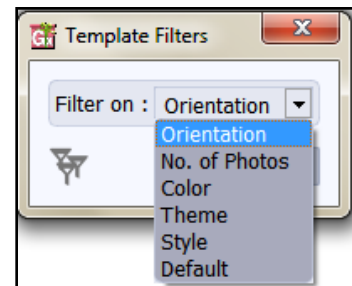 Template Filters
Filter on : Orientation
Orientation
No. of Photos
Color
Theme
Style
Default